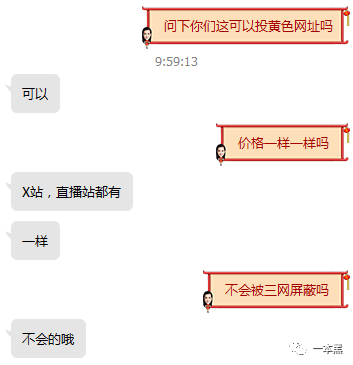 问下你们这可以投黄色网址吗
9:59:13
可以
价格一样一样吗
X站，直播站都有
一样
不会被三网屏蔽吗
不会的哦
一本黑